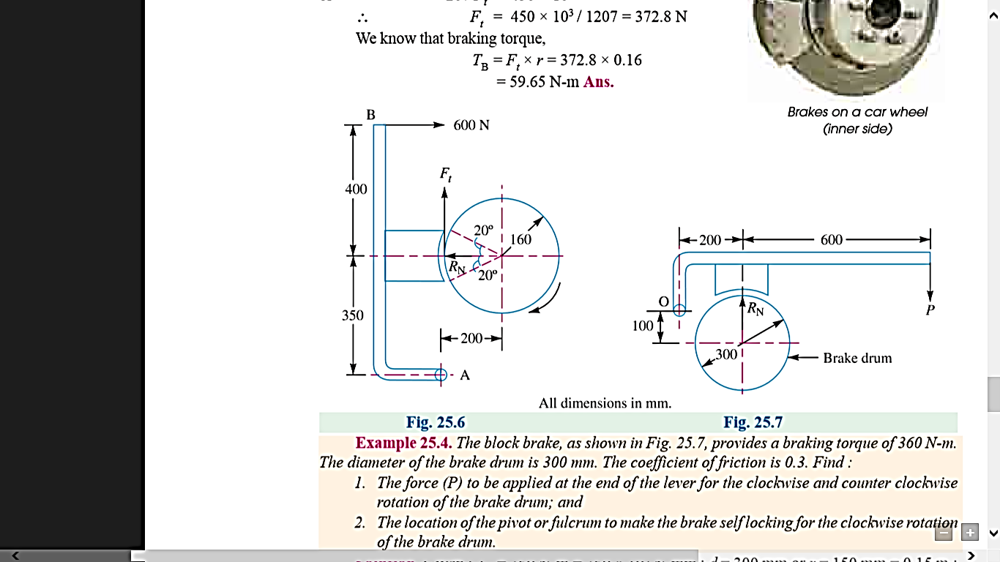 ∴ F_t = 450 × 10³ / 1207 = 372.8 N
We know that braking torque,
T_B = F_t × r = 372.8 × 0.16
= 59.65 N-m Ans.
Brakes on a car wheel
(inner side)
B
600 N
F_t
400
20º
160
R_N
20º
350
200
A
200
600
O
R_N
P
100
300
Brake drum
All dimensions in mm.
Fig. 25.6
Fig. 25.7
Example 25.4. The block brake, as shown in Fig. 25.7, provides a braking torque of 360 N-m.
The diameter of the brake drum is 300 mm. The coefficient of friction is 0.3. Find :
1. The force (P) to be applied at the end of the lever for the clockwise and counter clockwise
rotation of the brake drum; and
2. The location of the pivot or fulcrum to make the brake self locking for the clockwise rotation
of the brake drum.